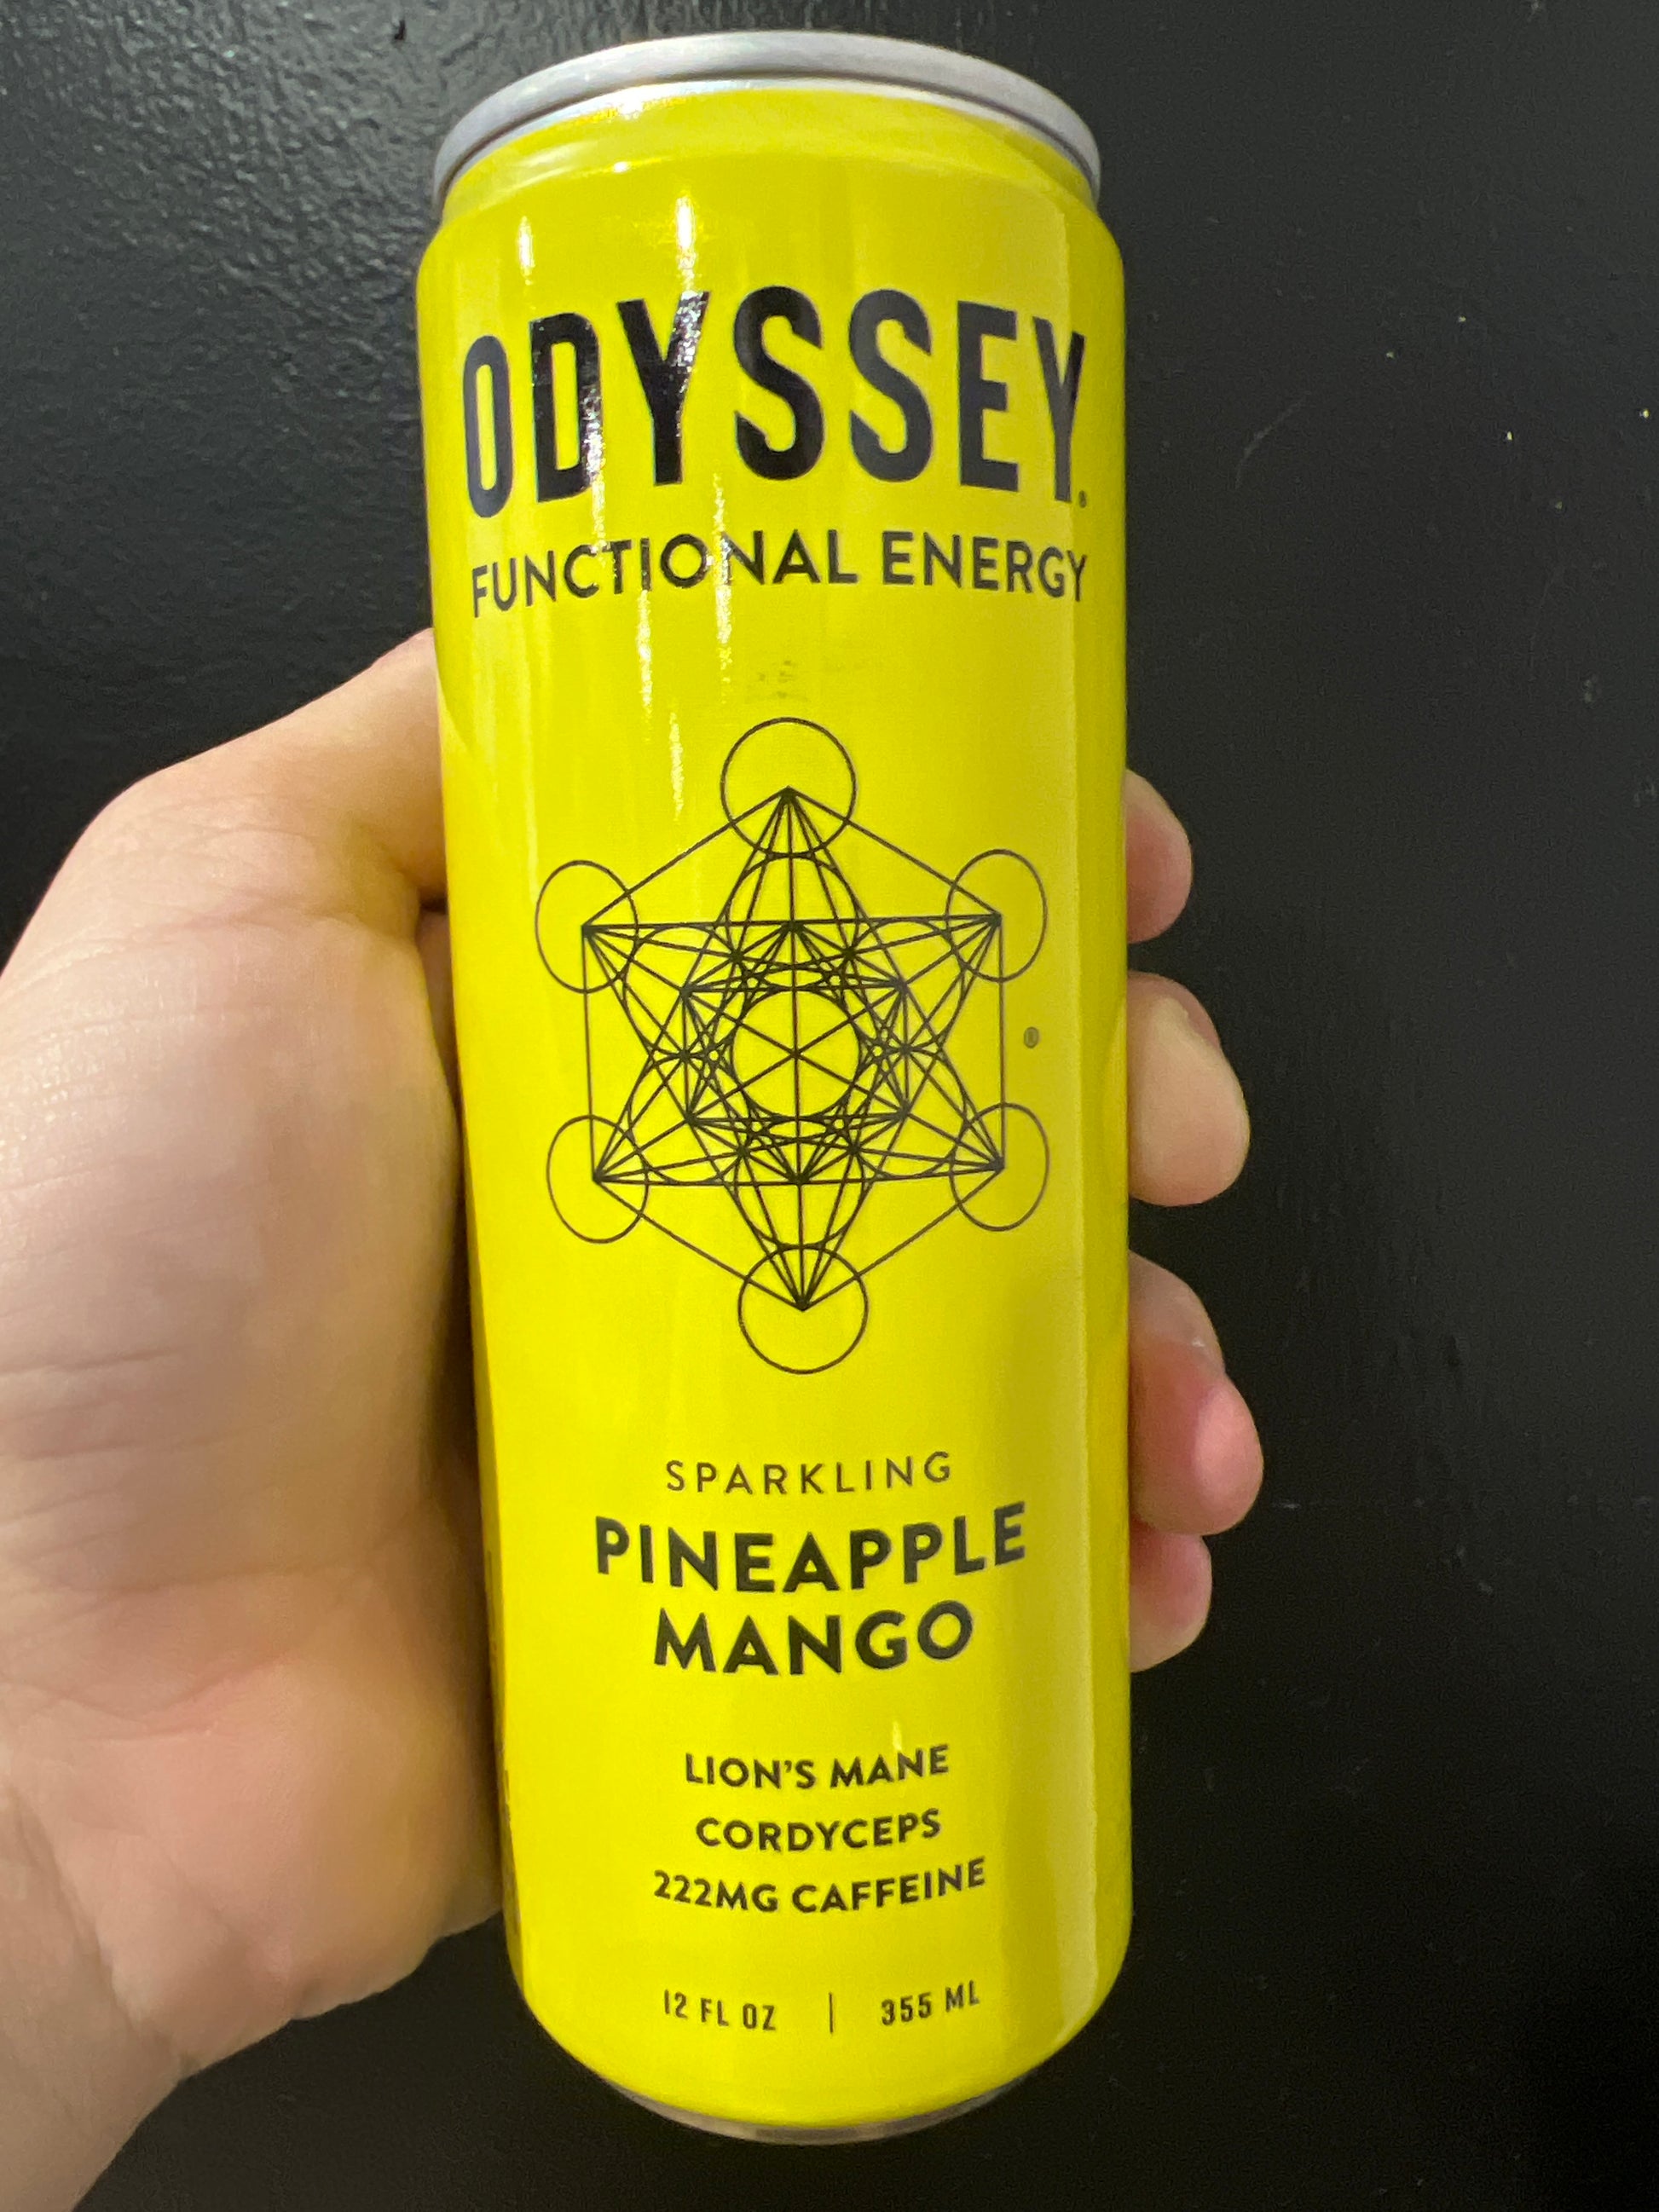 ODYSSEY®
FUNCTIONAL ENERGY
®
SPARKLING
PINEAPPLE
MANGO
LION'S MANE
CORDYCEPS
222MG CAFFEINE
12 FL OZ | 355 ML